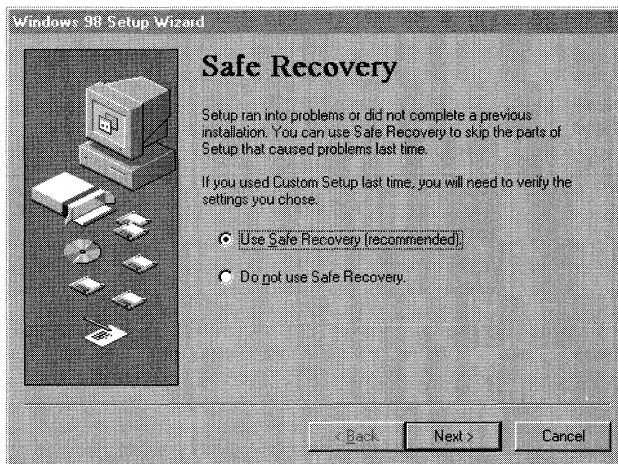 Windows 98 Setup Wizard
Safe Recovery
Setup ran into problems or did not complete a previous
installation. You can use Safe Recovery to skip the parts of
Setup that caused problems last time.
If you used Custom Setup last time, you will need to verify the
settings you chose.
Use Safe Recovery (recommended).
Do not use Safe Recovery.
< Back
Next >
Cancel